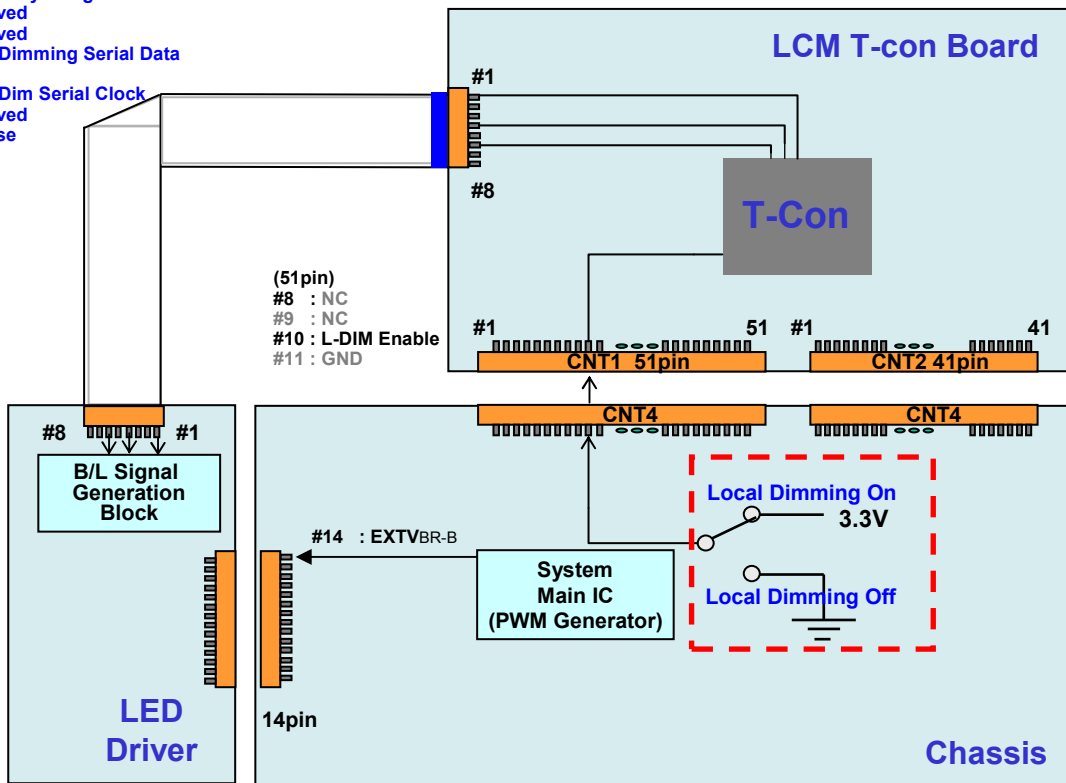 ved
ved
Dimming Serial Data
Dim Serial Clock
ved
se
LCM T-con Board
#1
#8
T-Con
(51pin)
#8 : NC
#9 : NC
#10 : L-DIM Enable
#11 : GND
#1
51
#1
41
CNT1 51pin
CNT2 41pin
CNT4
CNT4
#8
#1
B/L Signal
Generation
Block
Local Dimming On
3.3V
#14 : EXTVBR-B
System
Main IC
(PWM Generator)
Local Dimming Off
LED
Driver
14pin
Chassis